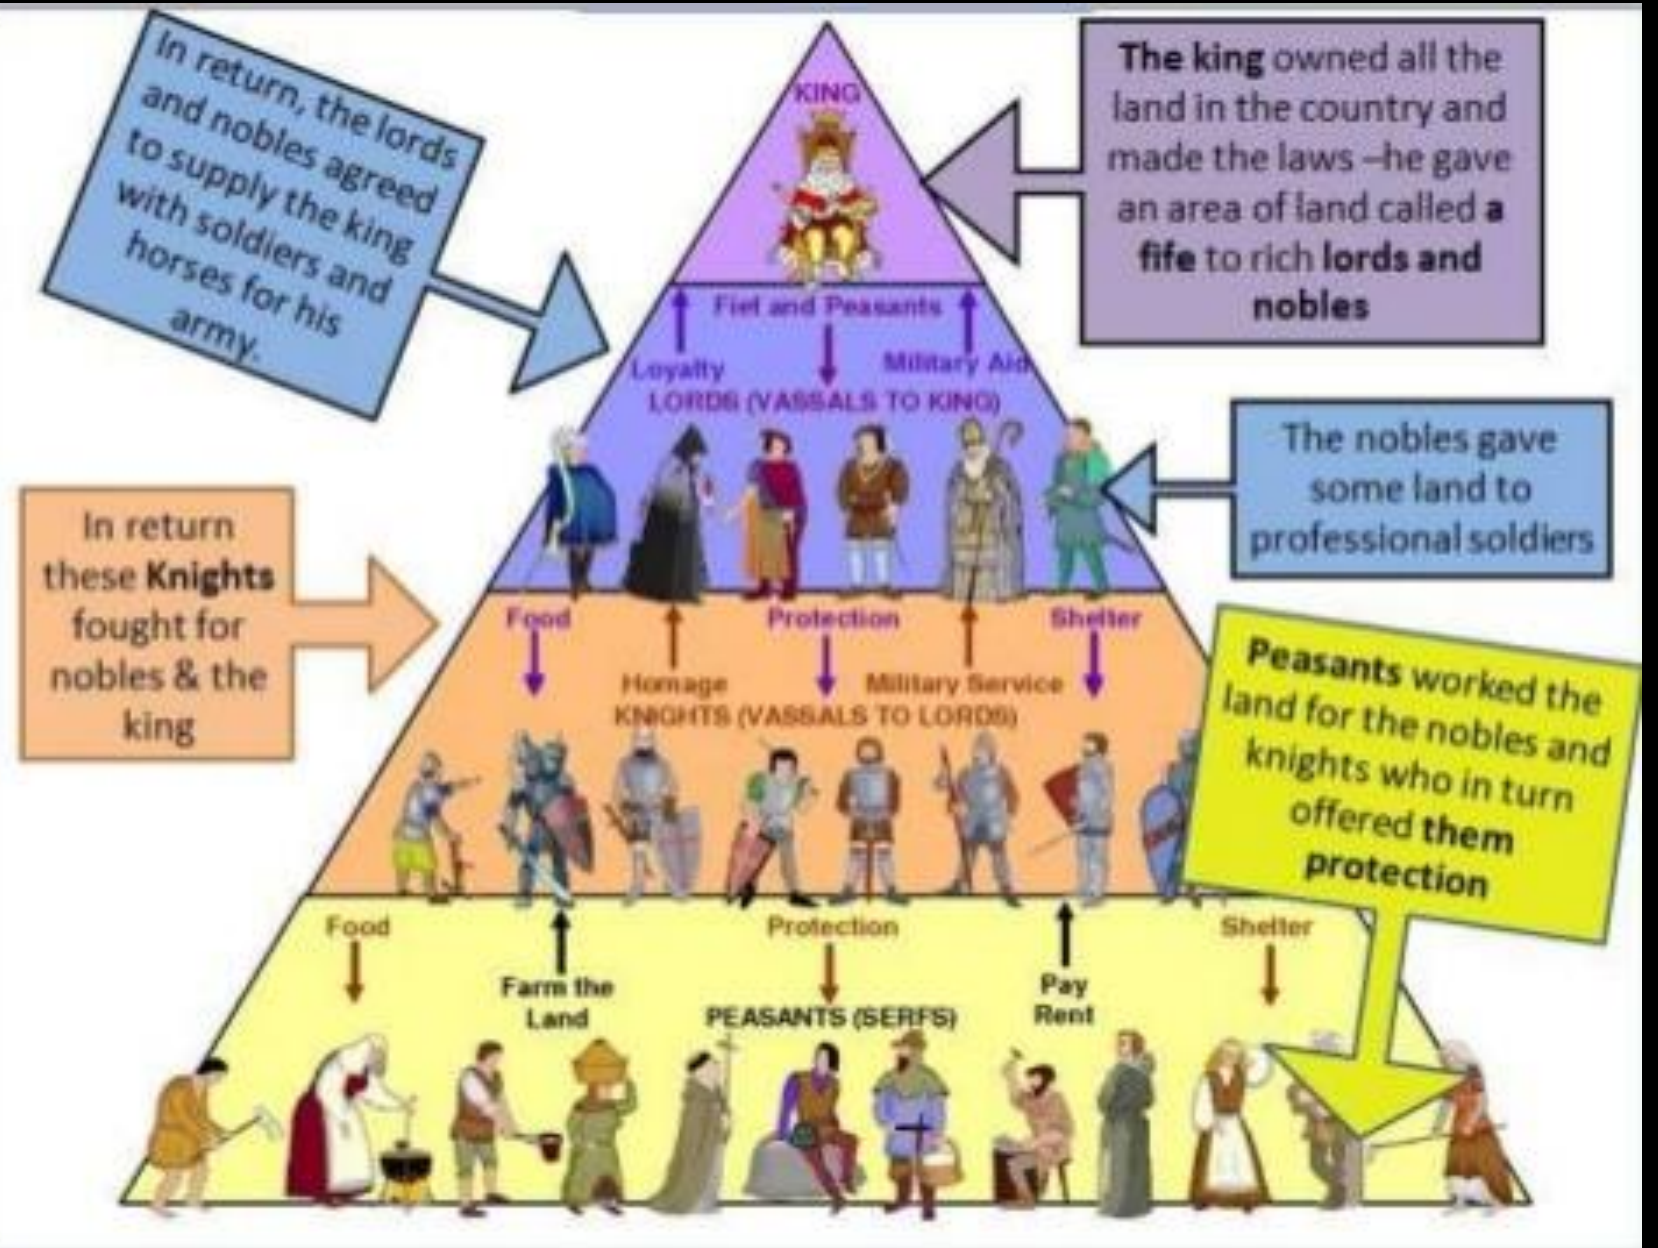 In return, the lords
and nobles agreed
to supply the king
with soldiers and
horses for his
army.
The king owned all the
land in the country and
made the laws –he gave
an area of land called a
fife to rich lords and
nobles
KING
Fief and Peasants
Loyalty
Military Aid
LORDS (VASSALS TO KING)
The nobles gave
some land to
professional soldiers
In return
these Knights
fought for
nobles & the
king
Food
Protection
Shelter
Homage
Military Service
KNIGHTS (VASSALS TO LORDS)
Peasants worked the
land for the nobles and
knights who in turn
offered them
protection
Food
Protection
Shelter
Farm the
Land
Pay
Rent
PEASANTS (SERFS)